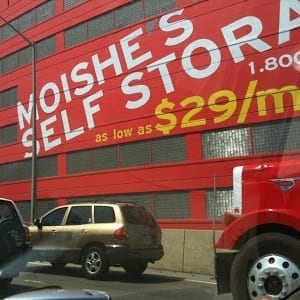 MOISHE'S
SELF STORA
1.800
as low as $29/m